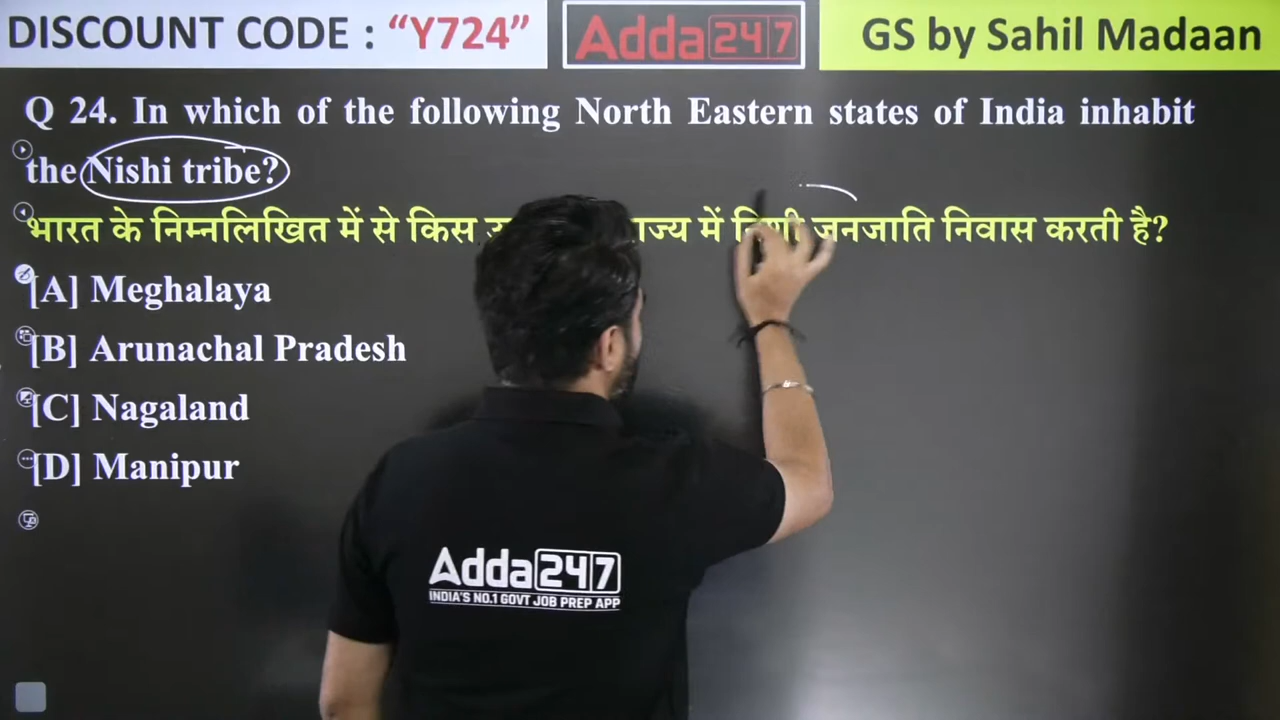 DISCOUNT CODE : “Y724”
Adda247
GS by Sahil Madaan
Q 24. In which of the following North Eastern states of India inhabit
the Nishi tribe?
भारत के निम्नलिखित में से किस में जनजाति निवास करती है?
[A] Meghalaya
[B] Arunachal Pradesh
[C] Nagaland
[D] Manipur
Adda247
INDIA'S NO.1 GOVT JOB PREP APP